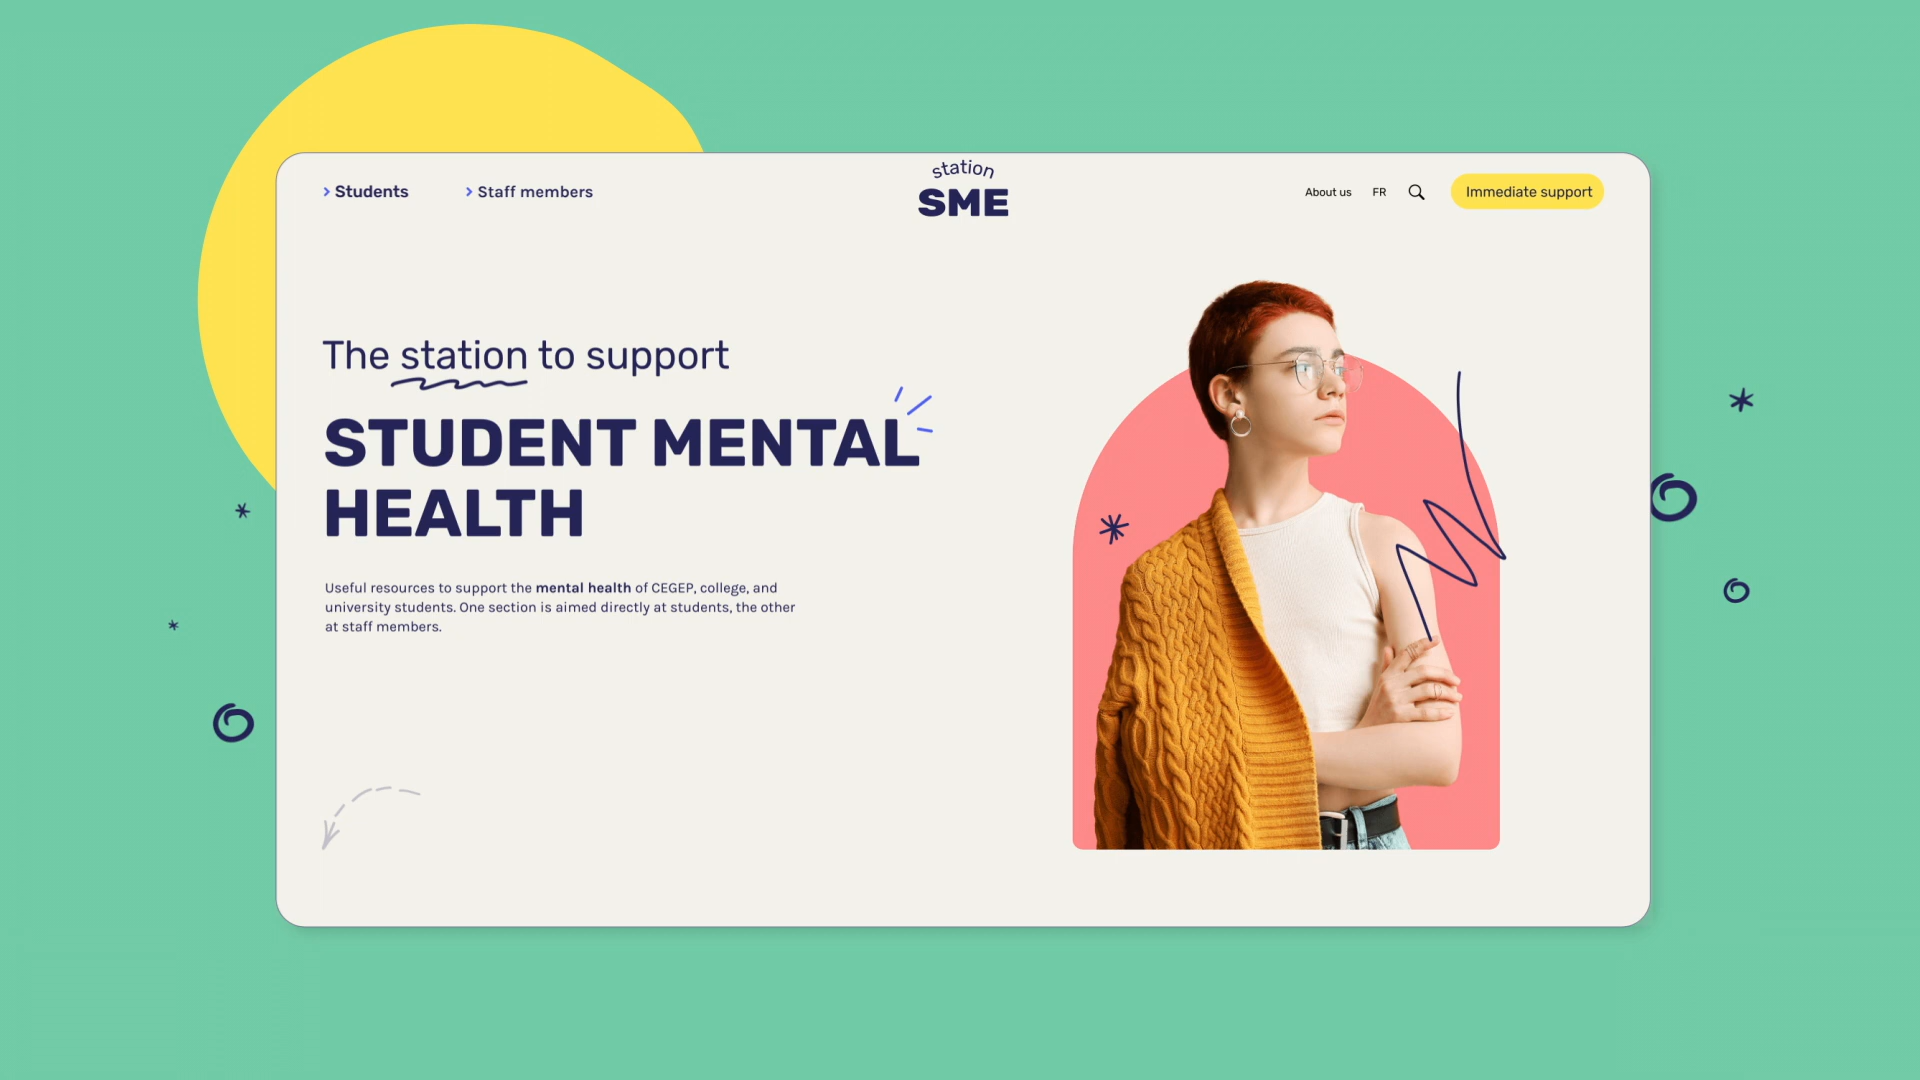 Students
Staff members
station
SME
About us
FR
Immediate support
The station to support
STUDENT MENTAL
HEALTH
Useful resources to support the mental health of CEGEP, college, and
university students. One section is aimed directly at students, the other
at staff members.